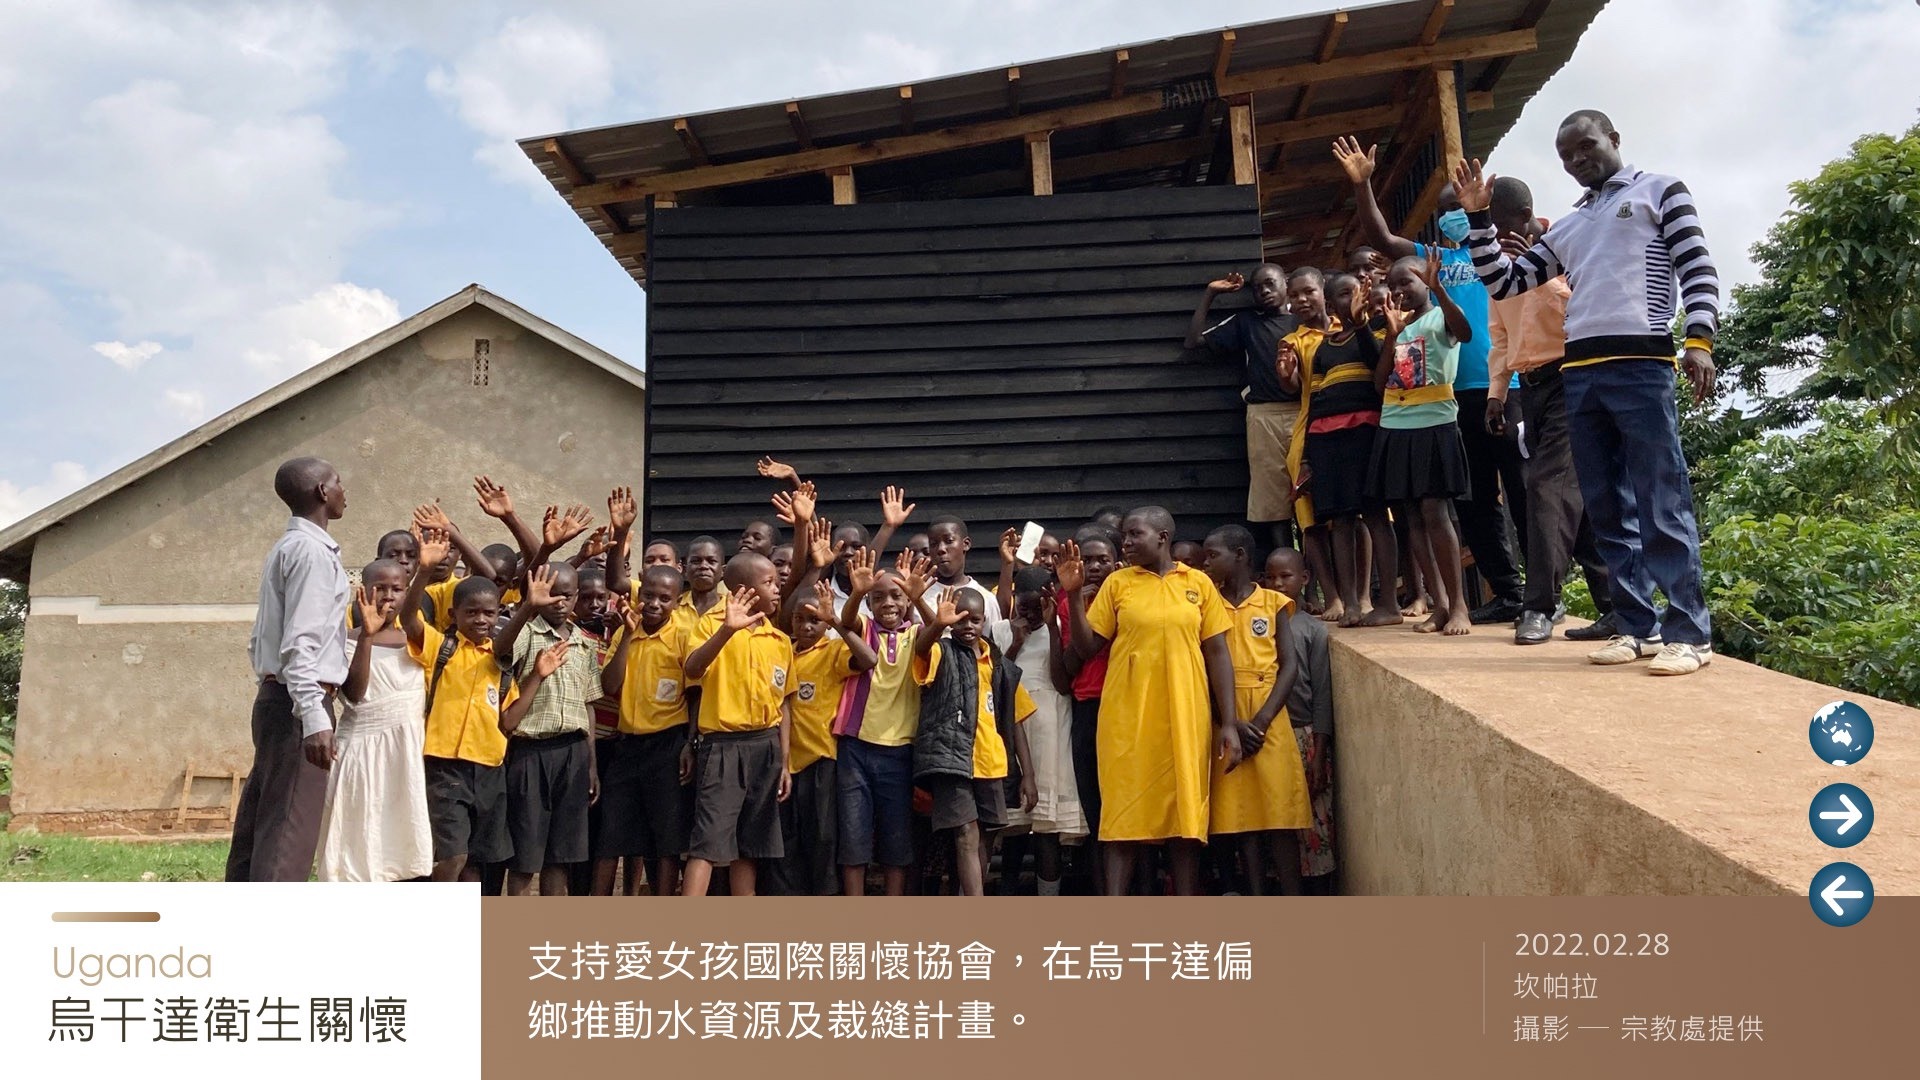 Uganda
烏干達衛生關懷
支持愛女孩國際關懷協會，在烏干達偏
鄉推動水資源及裁縫計畫。
2022.02.28
坎帕拉
攝影 — 宗教處提供